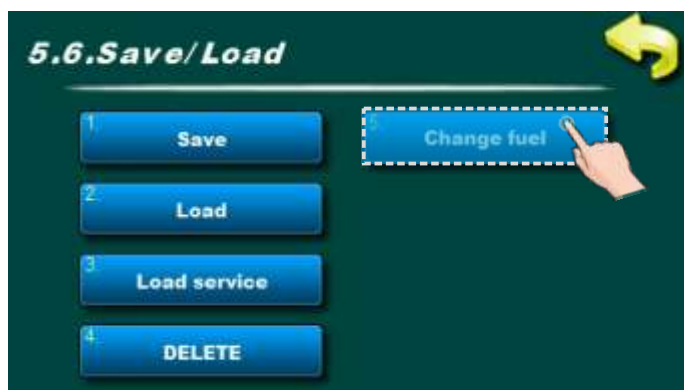 5.6.Save/Load
1.
Save
2.
Load
3.
Load service
4.
DELETE
5.
Change fuel